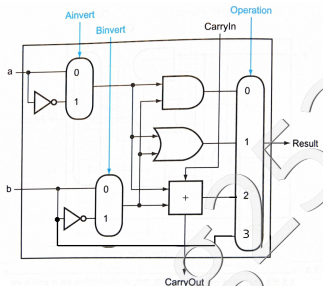 Ainvert
Operation
Binvert
CarryIn
a
0
1
0
1
Result
b
0
1
+
2
3
CarryOut